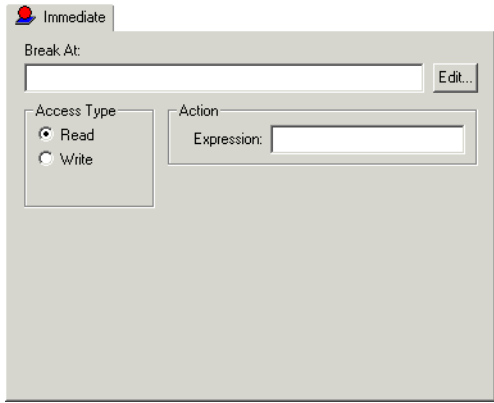 Immediate
Break At:
Edit...
Access Type
Read
Write
Action
Expression: